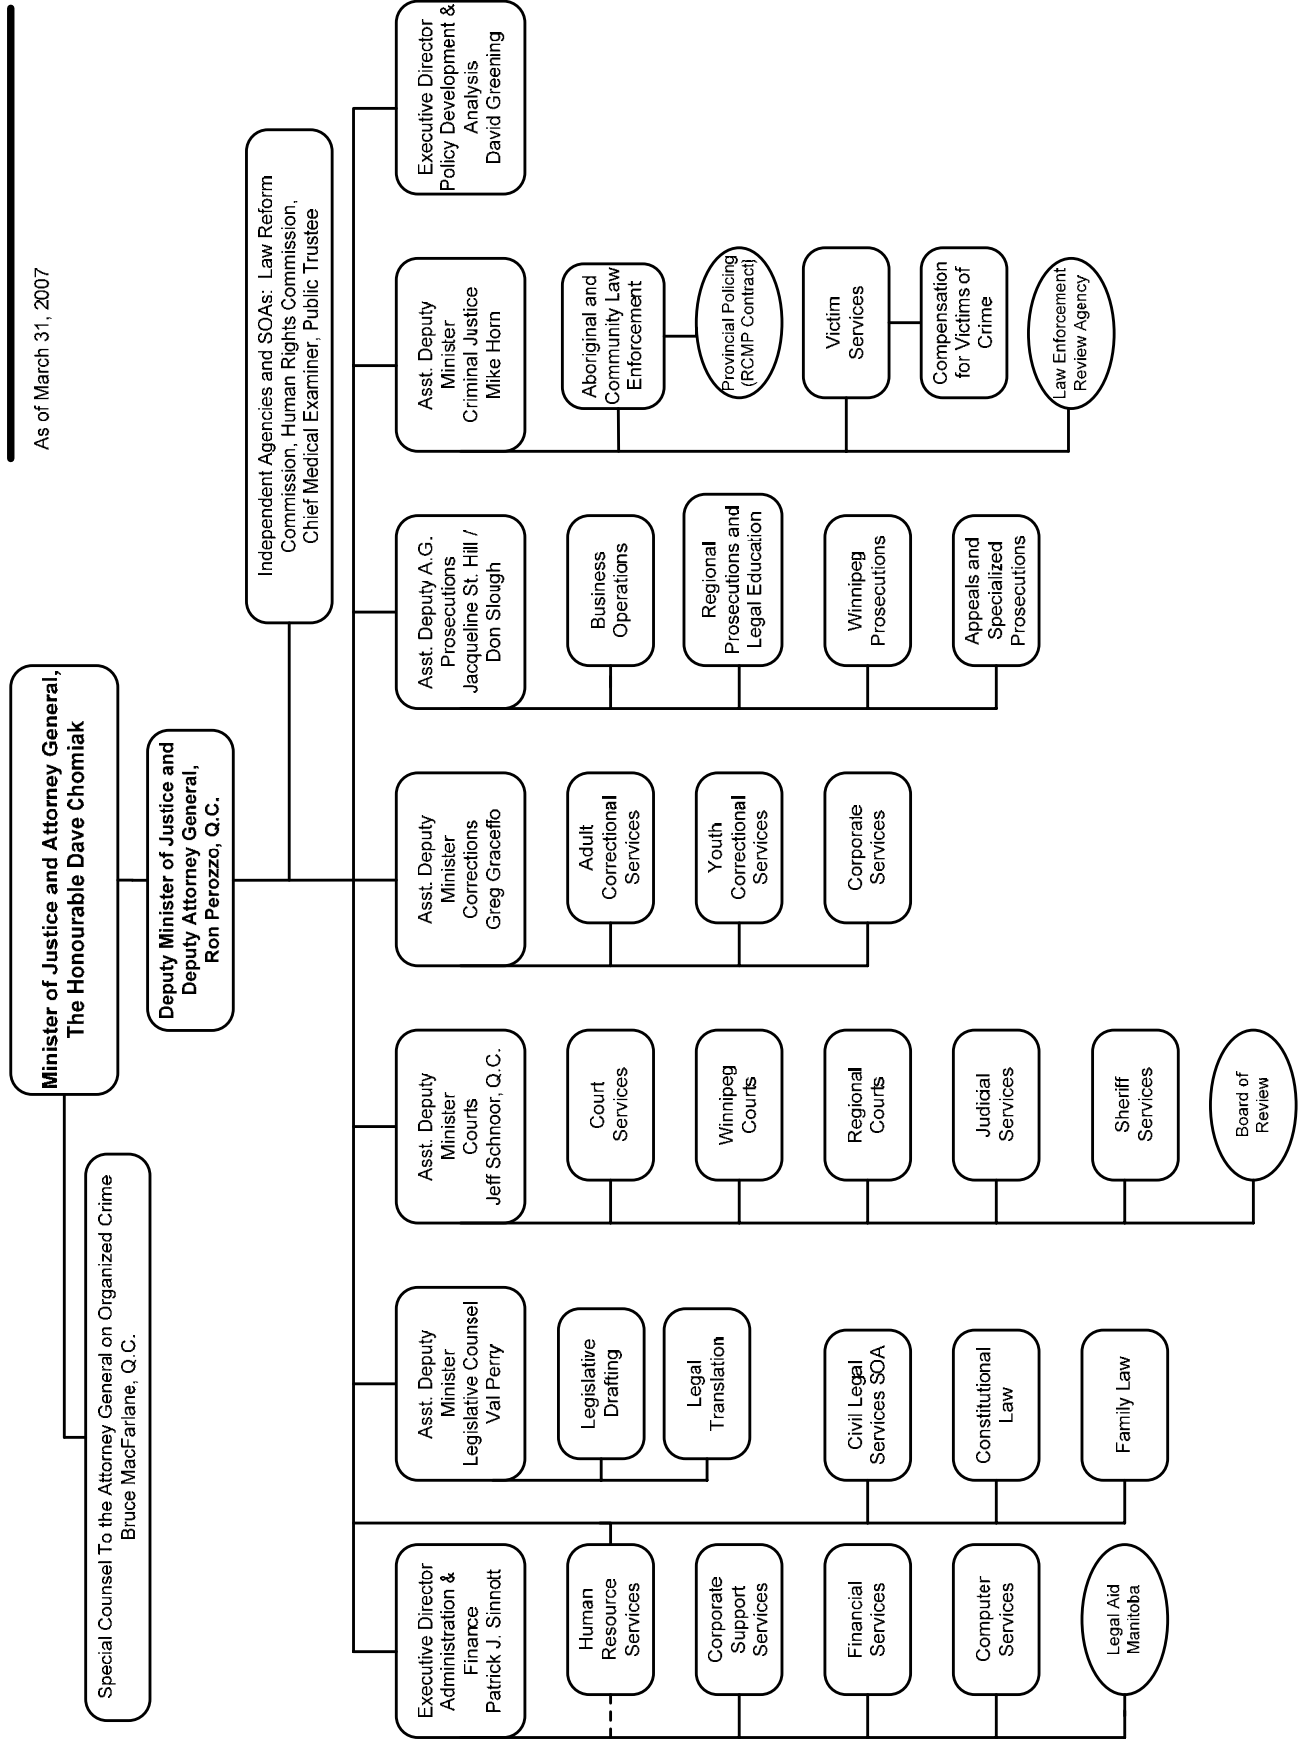 As of March 31, 2007
Minister of Justice and Attorney General,
The Honourable Dave Chomiak
Special Counsel To the Attorney General on Organized Crime
Bruce MacFarlane, Q.C.
Deputy Minister of Justice and
Deputy Attorney General,
Ron Perozzo, Q.C.
Independent Agencies and SOAs: Law Reform
Commission, Human Rights Commission,
Chief Medical Examiner, Public Trustee
Executive Director
Administration &
Finance
Patrick J. Sinnott
Human
Resource
Services
Corporate
Support
Services
Financial
Services
Computer
Services
Legal Aid
Manitoba
Asst. Deputy
Minister
Legislative Counsel
Val Perry
Legislative
Drafting
Legal
Translation
Civil Legal
Services SOA
Constitutional
Law
Family Law
Asst. Deputy
Minister
Courts
Jeff Schnoor, Q.C.
Court
Services
Winnipeg
Courts
Regional
Courts
Judicial
Services
Sheriff
Services
Board of
Review
Asst. Deputy
Minister
Corrections
Greg Graceffo
Adult
Correctional
Services
Youth
Correctional
Services
Corporate
Services
Asst. Deputy A.G.
Prosecutions
Jacqueline St. Hill /
Don Slough
Business
Operations
Regional
Prosecutions and
Legal Education
Winnipeg
Prosecutions
Appeals and
Specialized
Prosecutions
Asst. Deputy
Minister
Criminal Justice
Mike Horn
Aboriginal and
Community Law
Enforcement
Provincial Policing
(RCMP Contract)
Victim
Services
Compensation
for Victims of
Crime
Law Enforcement
Review Agency
Executive Director
Policy Development &
Analysis
David Greening